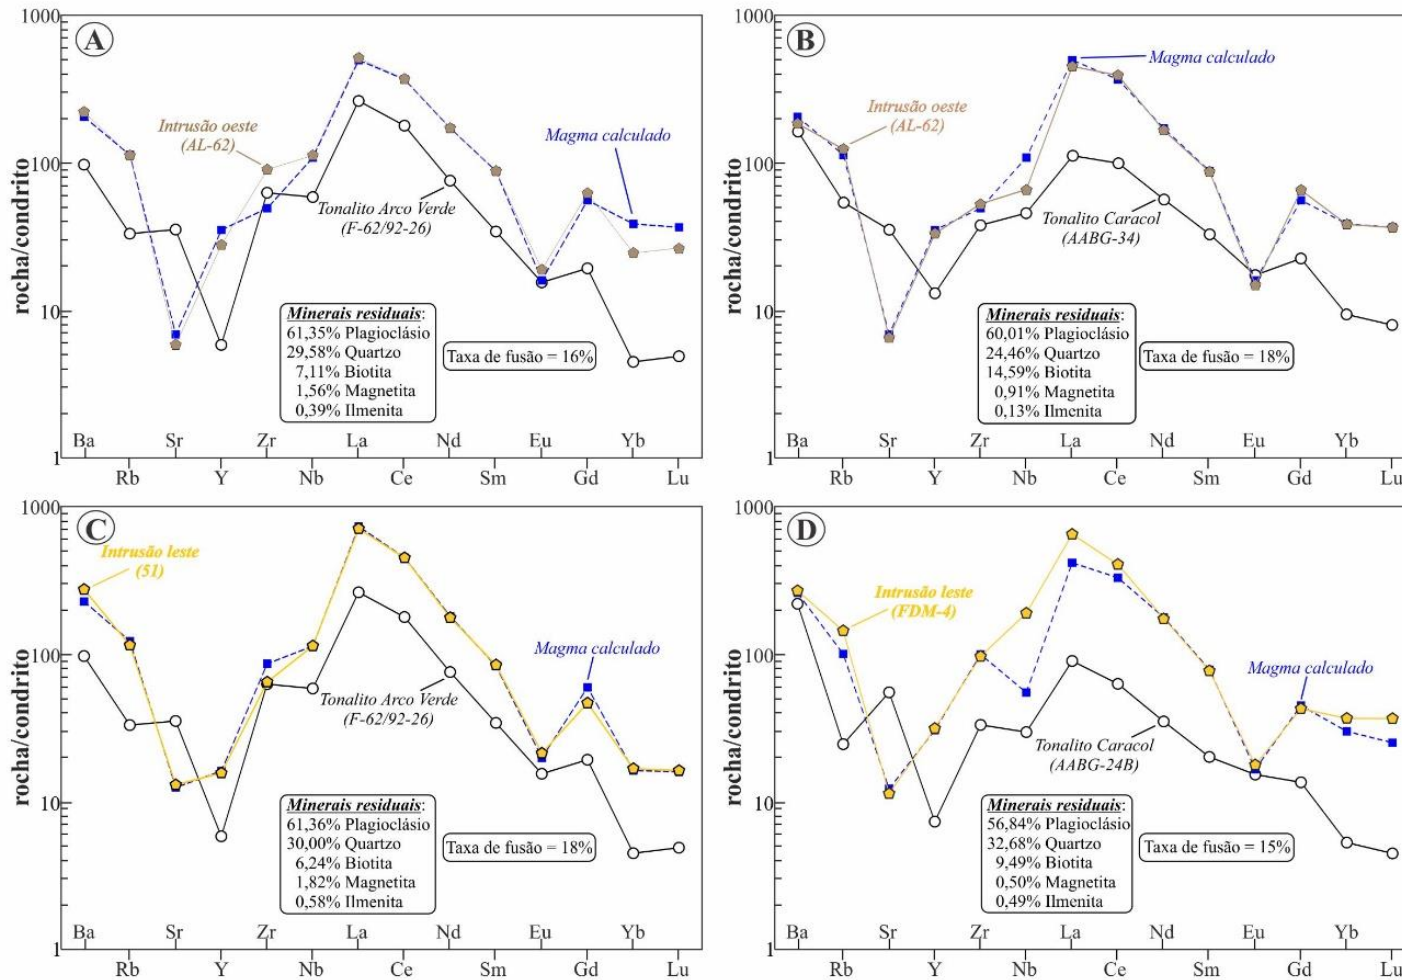 A
1000
100
10
1
rocha/condrito
Intrusão oeste
(AL-62)
Magma calculado
Tonalito Arco Verde
(F-62/92-26)
Minerais residuais:
61,35% Plagioclásio
29,58% Quartzo
7,11% Biotita
1,56% Magnetita
0,39% Ilmenita
Taxa de fusão = 16%
Ba Sr Zr La Nd Eu Yb
Rb Y Nb Ce Sm Gd Lu
B
1000
100
10
1
rocha/condrito
Magma calculado
Intrusão oeste
(AL-62)
Tonalito Caracol
(AABG-34)
Minerais residuais:
60,01% Plagioclásio
24,46% Quartzo
14,59% Biotita
0,91% Magnetita
0,13% Ilmenita
Taxa de fusão = 18%
Ba Sr Zr La Nd Eu Yb
Rb Y Nb Ce Sm Gd Lu
C
1000
100
10
1
rocha/condrito
Intrusão leste
(51)
Magma calculado
Tonalito Arco Verde
(F-62/92-26)
Minerais residuais:
61,36% Plagioclásio
30,00% Quartzo
6,24% Biotita
1,82% Magnetita
0,58% Ilmenita
Taxa de fusão = 18%
Ba Sr Zr La Nd Eu Yb
Rb Y Nb Ce Sm Gd Lu
D
1000
100
10
1
rocha/condrito
Intrusão leste
(FDM-4)
Magma calculado
Tonalito Caracol
(AABG-24B)
Minerais residuais:
56,84% Plagioclásio
32,68% Quartzo
9,49% Biotita
0,50% Magnetita
0,49% Ilmenita
Taxa de fusão = 15%
Ba Sr Zr La Nd Eu Yb
Rb Y Nb Ce Sm Gd Lu